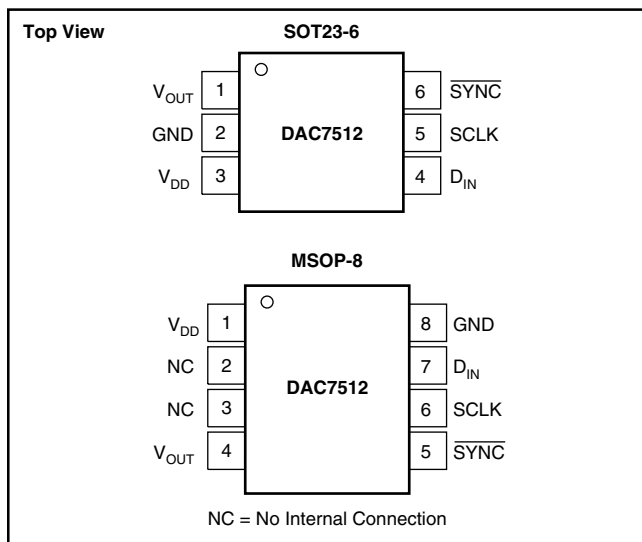 Top View
SOT23-6
V_OUT 1
GND 2
V_DD 3
DAC7512
6 S̅Y̅N̅C̅
5 SCLK
4 D_IN
MSOP-8
V_DD 1
NC 2
NC 3
V_OUT 4
DAC7512
8 GND
7 D_IN
6 SCLK
5 S̅Y̅N̅C̅
NC = No Internal Connection